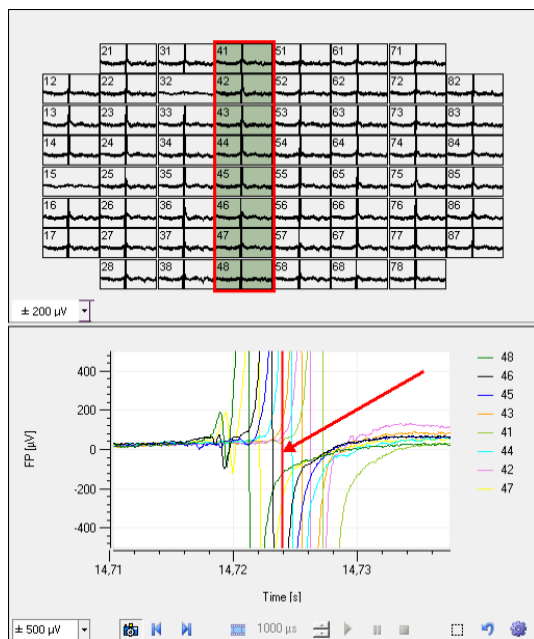 21 31 41 51 61 71
12 22 32 42 52 62 72 82
13 23 33 43 53 63 73 83
14 24 34 44 54 64 74 84
15 25 35 45 55 65 75 85
16 26 36 46 56 66 76 86
17 27 37 47 57 67 77 87
28 38 48 58 68 78
± 200 µV
400
200
0
-200
-400
FP [µV]
14,71 14,72 14,73
Time [s]
48
46
45
43
41
44
42
47
± 500 µV 1000 µs